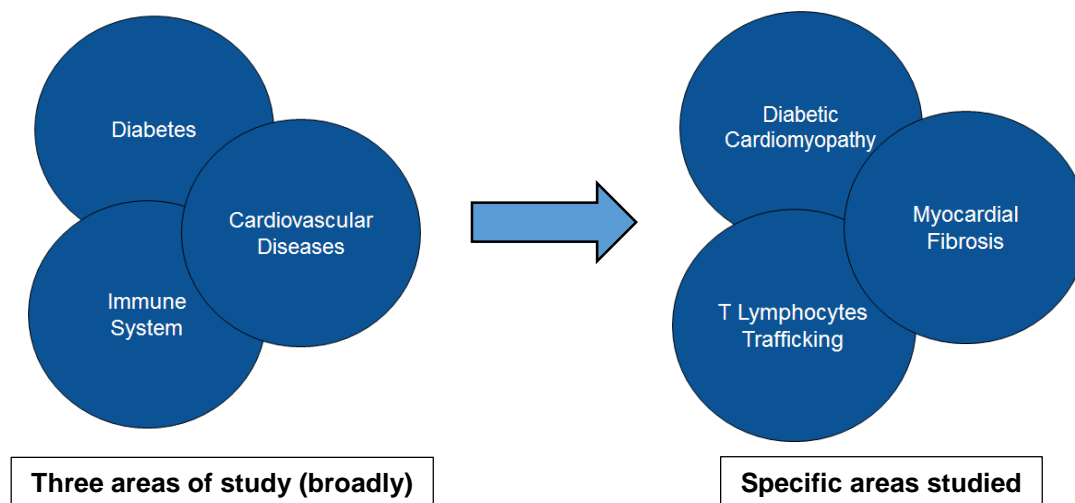 Diabetes
Cardiovascular
Diseases
Immune
System
Three areas of study (broadly)
Diabetic
Cardiomyopathy
Myocardial
Fibrosis
T Lymphocytes
Trafficking
Specific areas studied